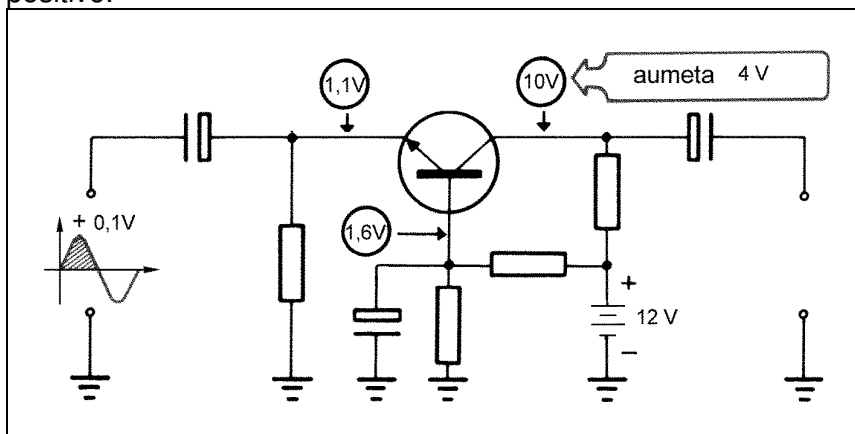 positivo.
1,1V
10V
aumeta 4 V
+ 0,1V
1,6V
+
12 V
–